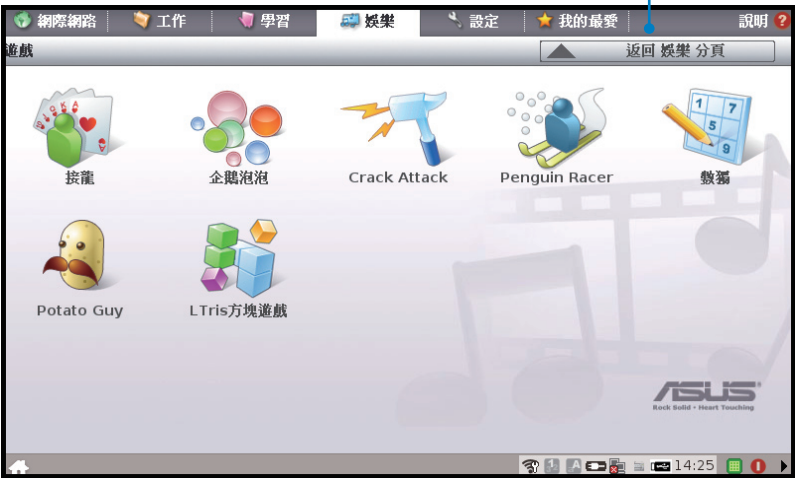 網際網路 工作 學習 娛樂 設定 我的最愛 說明 ?
遊戲 返回 娛樂 分頁
接龍 企鵝泡泡 Crack Attack Penguin Racer 數獨
Potato Guy LTris方塊遊戲
ASUS
Rock Solid • Heart Touching
14:25